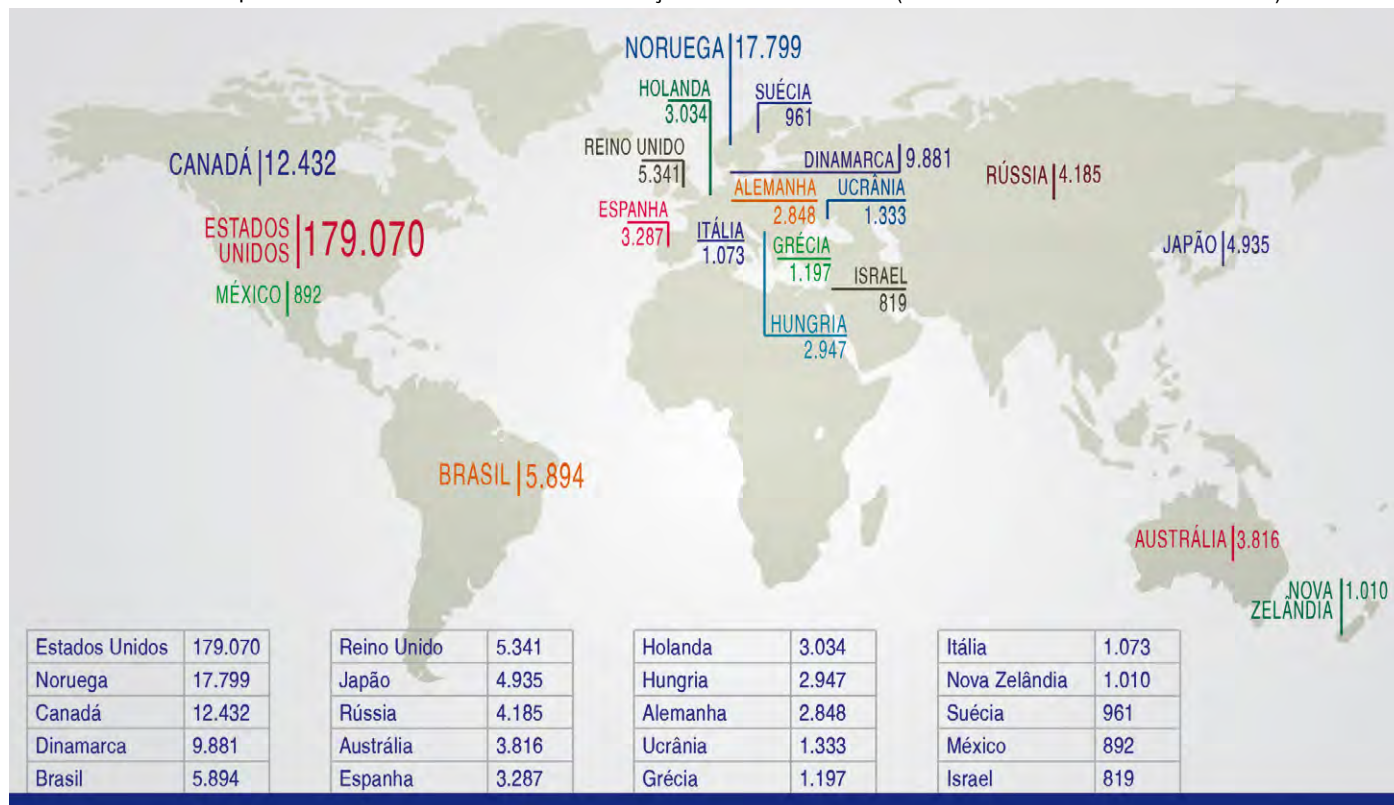 NORUEGA 17.799
HOLANDA
3.034
SUÉCIA
961
REINO UNIDO
5.341
DINAMARCA 9.881
CANADÁ 12.432
RÚSSIA 4.185
ALEMANHA
2.848
UCRÂNIA
1.333
ESPANHA
3.287
ESTADOS
UNIDOS 179.070
ITÁLIA
1.073
GRÉCIA
1.197
JAPÃO 4.935
ISRAEL
819
MÉXICO 892
HUNGRIA
2.947
BRASIL 5.894
AUSTRÁLIA 3.816
NOVA
ZELÂNDIA 1.010
Estados Unidos 179.070
Noruega 17.799
Canadá 12.432
Dinamarca 9.881
Brasil 5.894
Reino Unido 5.341
Japão 4.935
Rússia 4.185
Austrália 3.816
Espanha 3.287
Holanda 3.034
Hungria 2.947
Alemanha 2.848
Ucrânia 1.333
Grécia 1.197
Itália 1.073
Nova Zelândia 1.010
Suécia 961
México 892
Israel 819